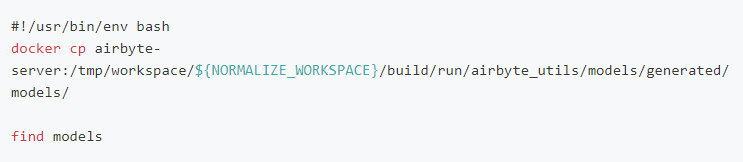 #!/usr/bin/env bash
docker cp airbyte-
server:/tmp/workspace/${NORMALIZE_WORKSPACE}/build/run/airbyte_utils/models/generated/
models/
find models